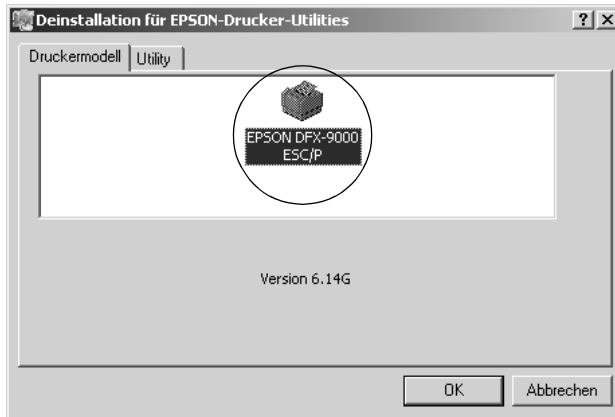 Deinstallation für EPSON-Drucker-Utilities
Druckermodell
Utility
EPSON DFX-9000
ESC/P
Version 6.14G
OK
Abbrechen